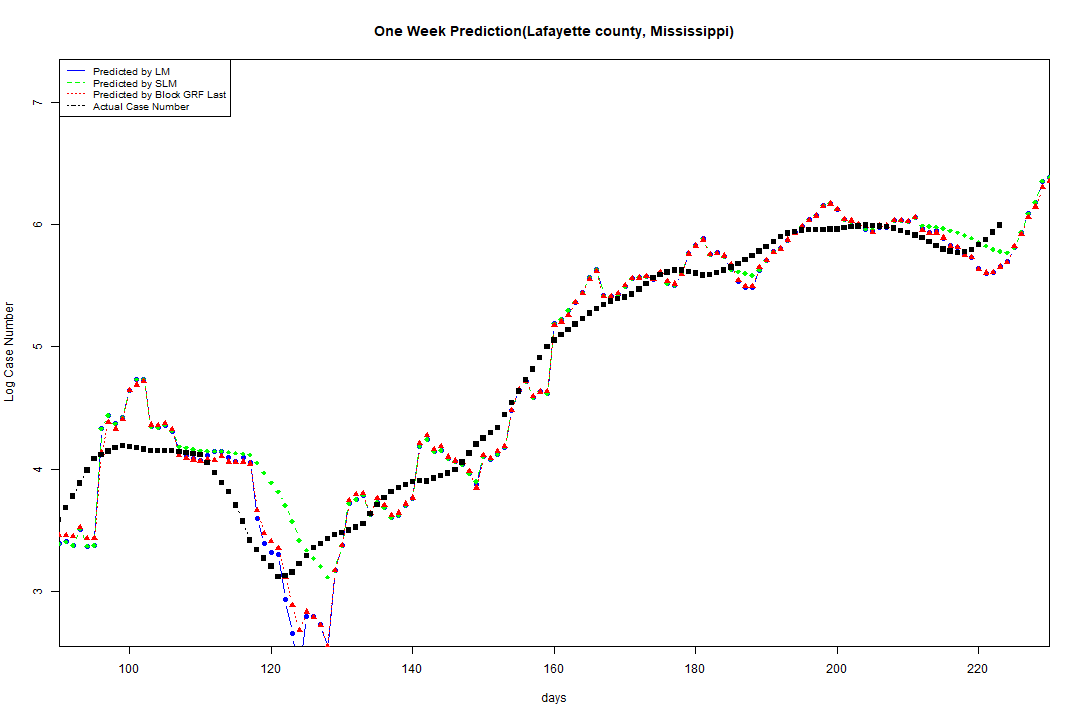 One Week Prediction(Lafayette county, Mississippi)
Predicted by LM
Predicted by SLM
Predicted by Block GRF Last
Actual Case Number
7
6
5
4
3
Log Case Number
100 120 140 160 180 200 220
days